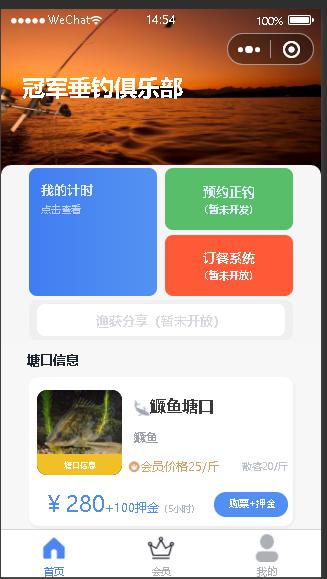 WeChat 14:54 100%
冠军垂钓俱乐部
我的计时
点击查看
预约正钓
（暂未开发）
订餐系统
（暂未开放）
渔获分享（暂未开放）
塘口信息
鳜鱼塘口
鳜鱼
塘口信息
会员价格25/斤 散客20/斤
￥280+100押金（5小时）
购票+押金
首页 会员 我的